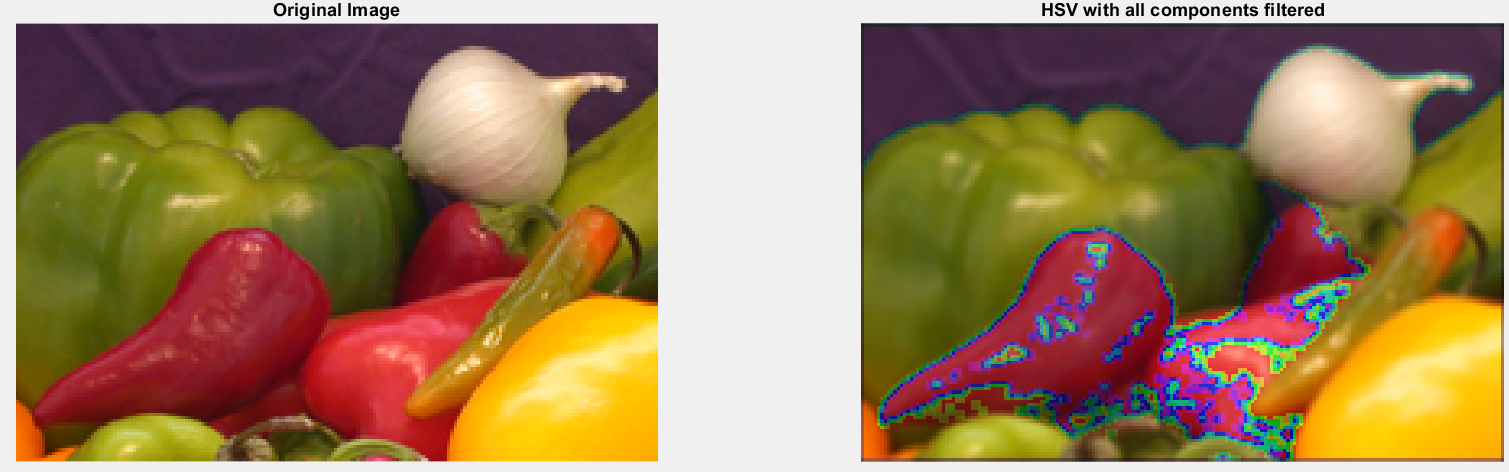 Original Image
HSV with all components filtered